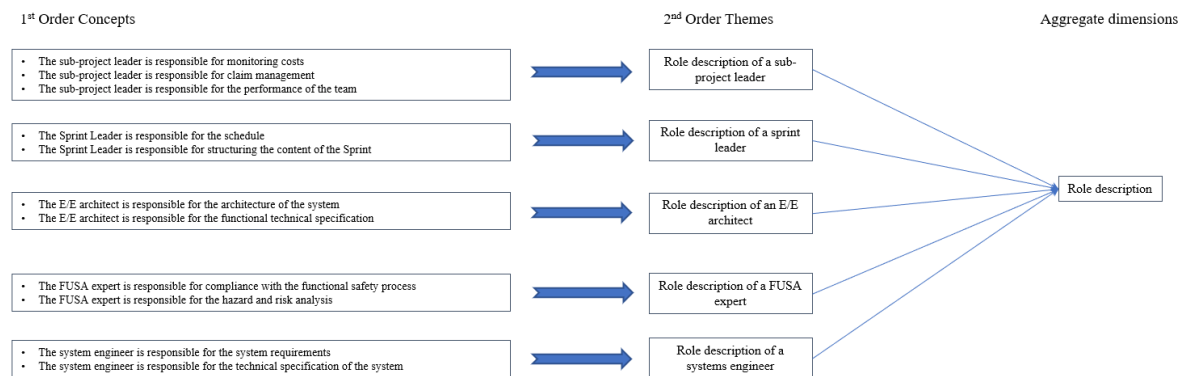 1st Order Concepts
2nd Order Themes
Aggregate dimensions
• The sub-project leader is responsible for monitoring costs
• The sub-project leader is responsible for claim management
• The sub-project leader is responsible for the performance of the team
Role description of a sub-
project leader
• The Sprint Leader is responsible for the schedule
• The Sprint Leader is responsible for structuring the content of the Sprint
Role description of a sprint
leader
Role description
• The E/E architect is responsible for the architecture of the system
• The E/E architect is responsible for the functional technical specification
Role description of an E/E
architect
• The FUSA expert is responsible for compliance with the functional safety process
• The FUSA expert is responsible for the hazard and risk analysis
Role description of a FUSA
expert
• The system engineer is responsible for the system requirements
• The system engineer is responsible for the technical specification of the system
Role description of a
systems engineer